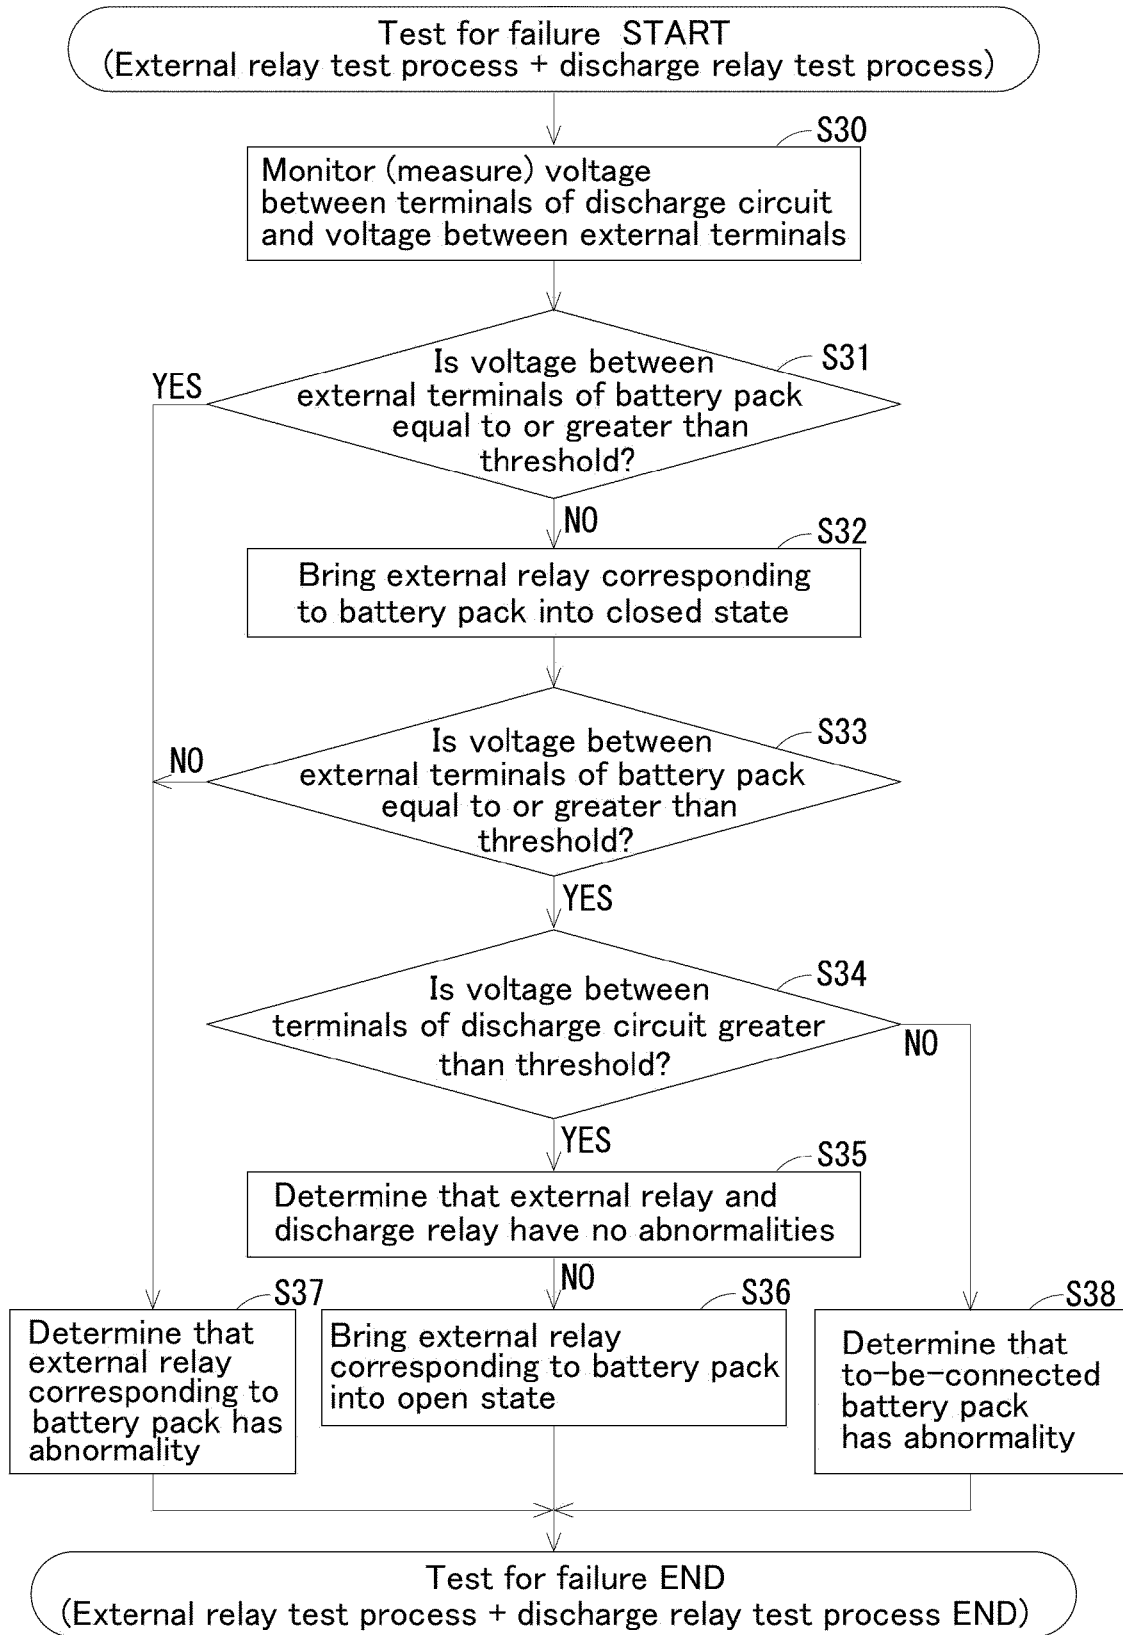 Test for failure START
(External relay test process + discharge relay test process)
S30
Monitor (measure) voltage
between terminals of discharge circuit
and voltage between external terminals
S31
Is voltage between
external terminals of battery pack
equal to or greater than
threshold?
YES
NO
S32
Bring external relay corresponding
to battery pack into closed state
S33
Is voltage between
external terminals of battery pack
equal to or greater than
threshold?
NO
YES
S34
Is voltage between
terminals of discharge circuit greater
than threshold?
NO
YES
S35
Determine that external relay and
discharge relay have no abnormalities
NO
S37
Determine that
external relay
corresponding to
battery pack has
abnormality
S36
Bring external relay
corresponding to battery pack
into open state
S38
Determine that
to-be-connected
battery pack
has abnormality
Test for failure END
(External relay test process + discharge relay test process END)